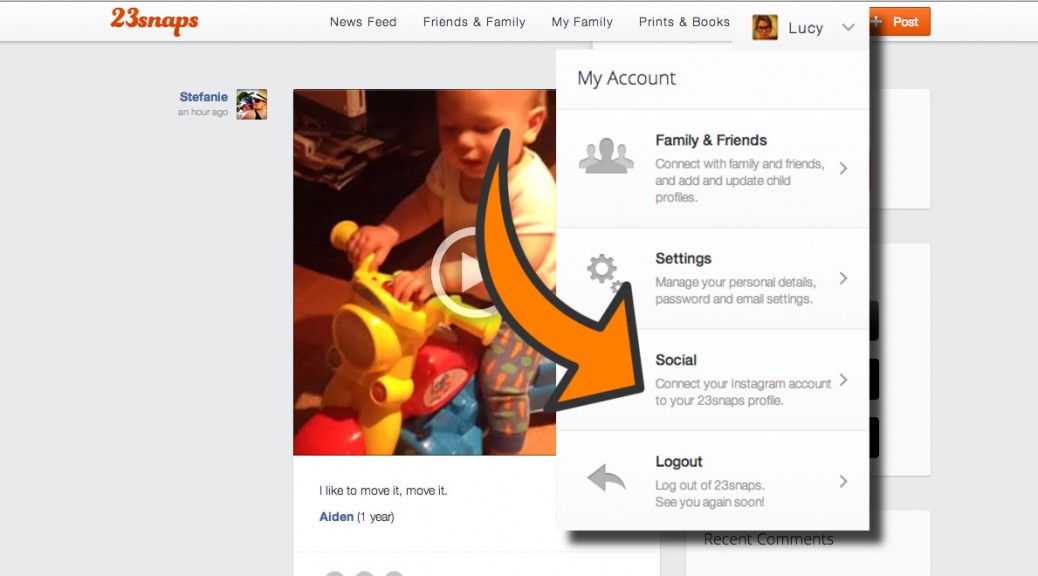 23snaps
News Feed
Friends & Family
My Family
Prints & Books
Lucy
+ Post
Stefanie
an hour ago
My Account
Family & Friends
Connect with family and friends,
and add and update child
profiles.
Settings
Manage your personal details,
password and email settings.
Social
Connect your Instagram account
to your 23snaps profile.
Logout
Log out of 23snaps.
See you again soon!
I like to move it, move it.
Aiden (1 year)
Recent Comments